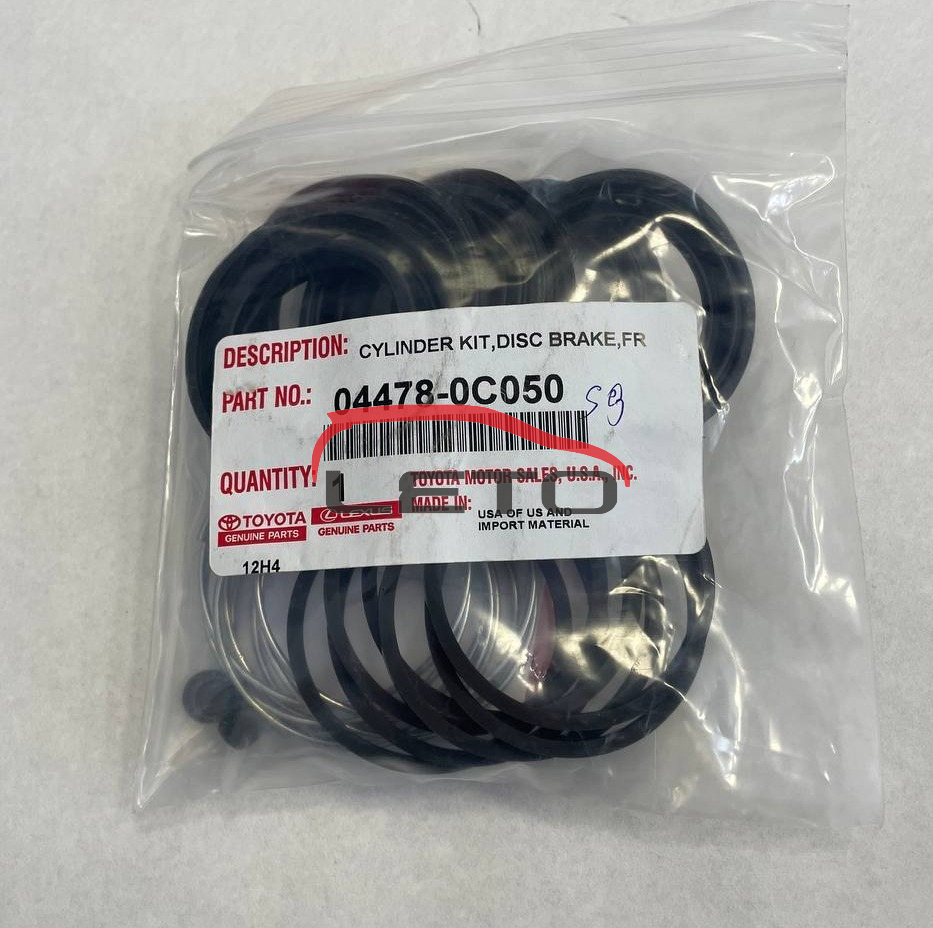 DESCRIPTION: CYLINDER KIT,DISC BRAKE,FR
PART NO.: 04478-0C050
QUANTITY: 1
TOYOTA MOTOR SALES, U.S.A., INC.
MADE IN: USA OF US AND
IMPORT MATERIAL
TOYOTA
GENUINE PARTS
LEXUS
GENUINE PARTS
12H4
LETO